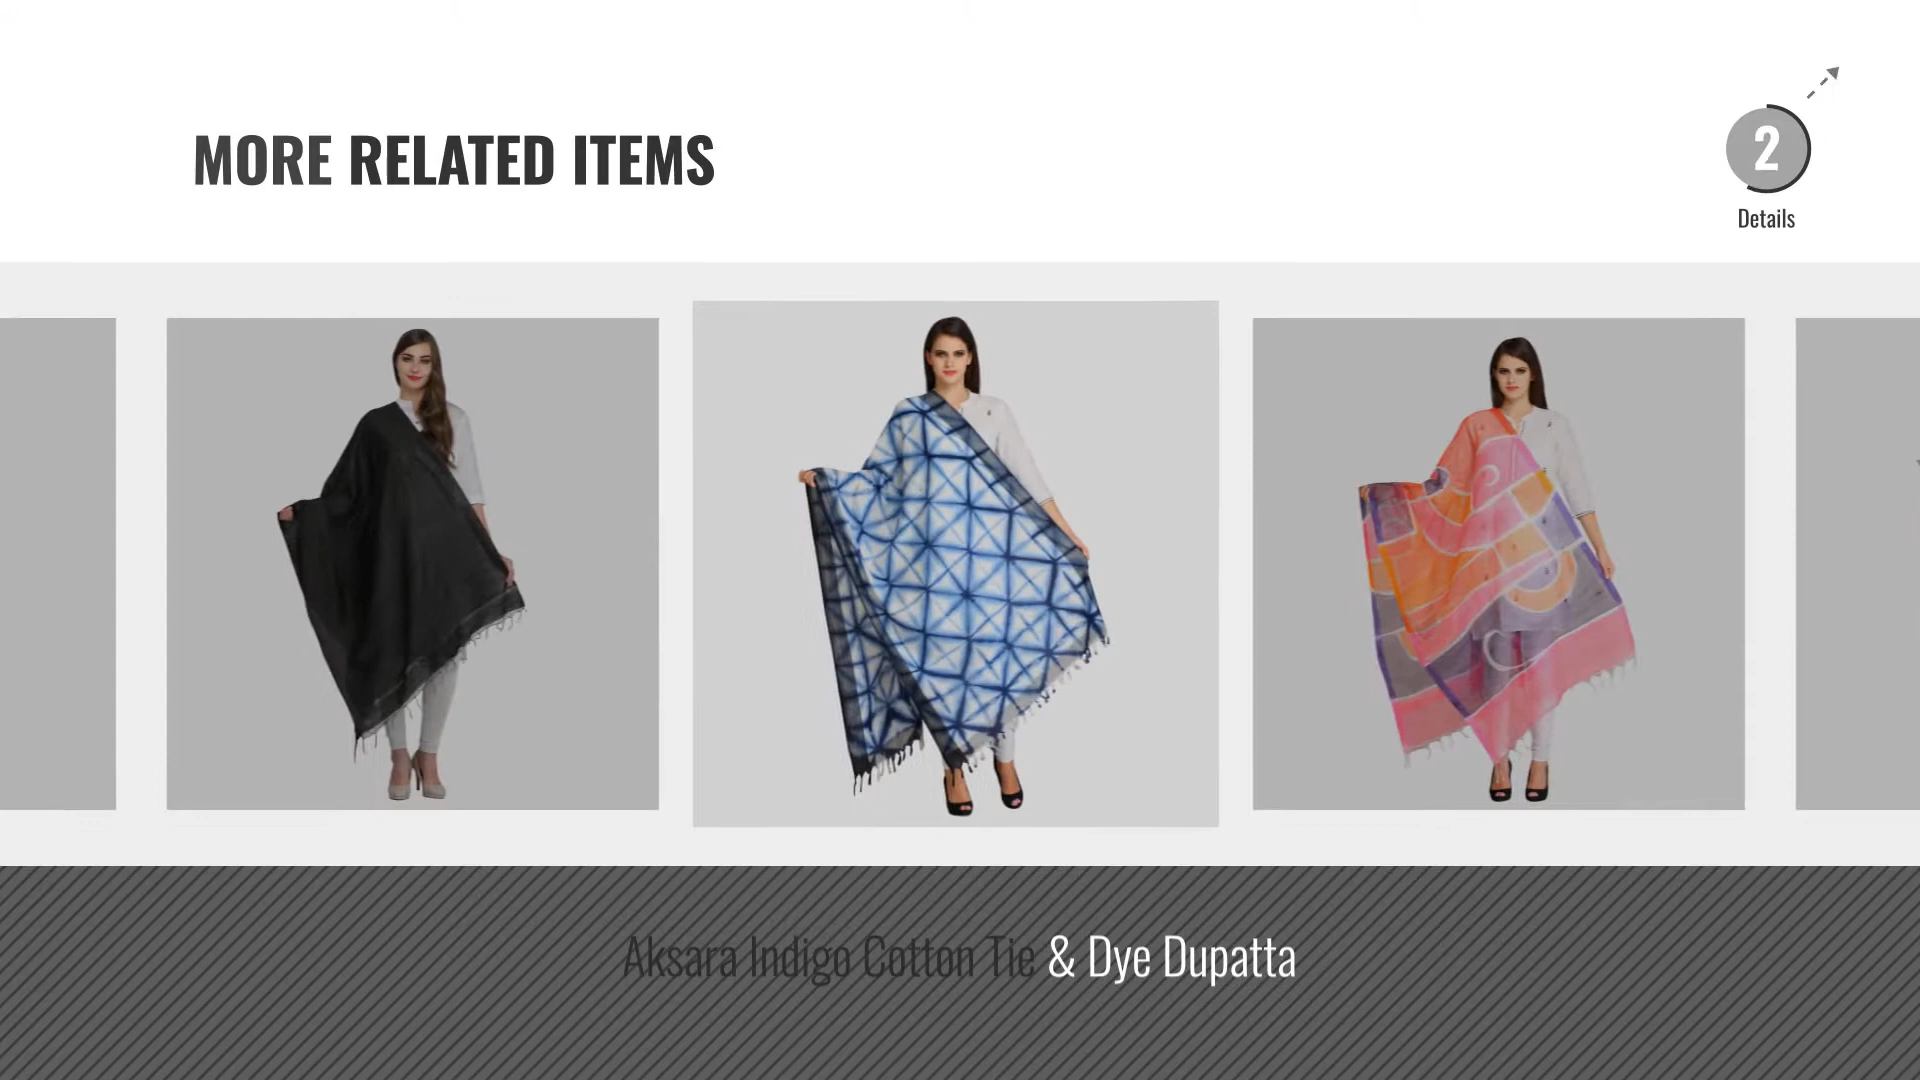 MORE RELATED ITEMS
2
Details
Aksara Indigo Cotton Tie & Dye Dupatta